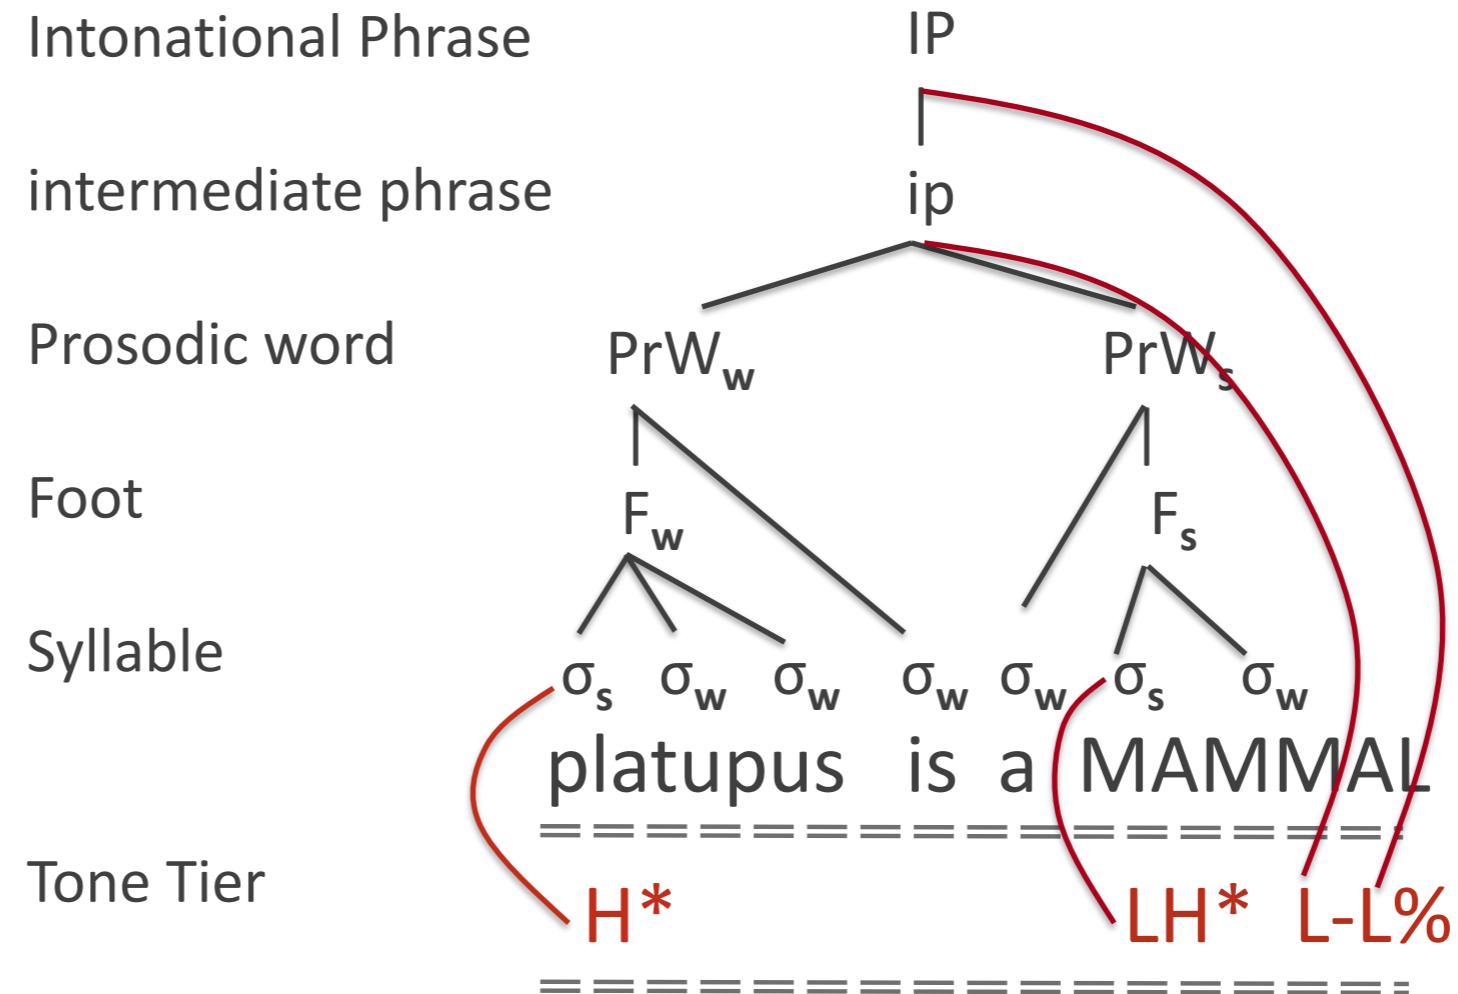 Intonational Phrase IP
intermediate phrase ip
Prosodic word PrWw PrWs
Foot Fw Fs
Syllable σs σw σw σw σw σs σw
platupus is a MAMMAL
Tone Tier H* LH* L-L%